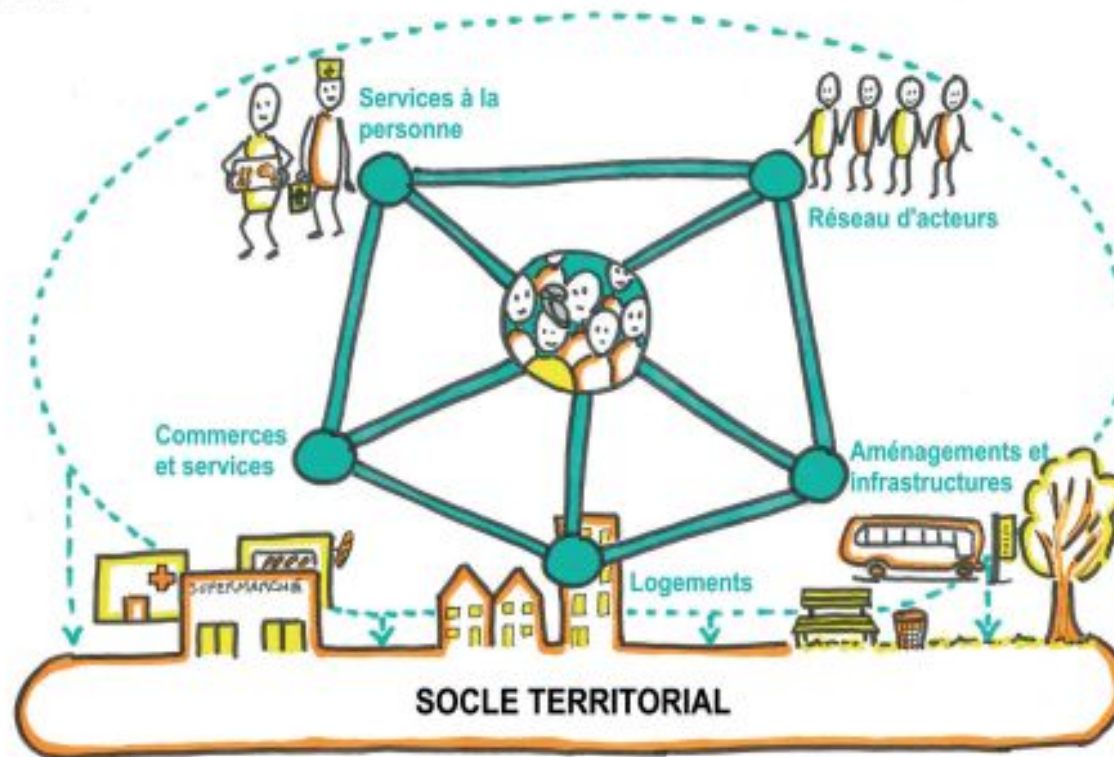 Services à la
personne
Réseau d'acteurs
Commerces
et services
Aménagements et
infrastructures
SUPERMARCHÉ
Logements
SOCLE TERRITORIAL